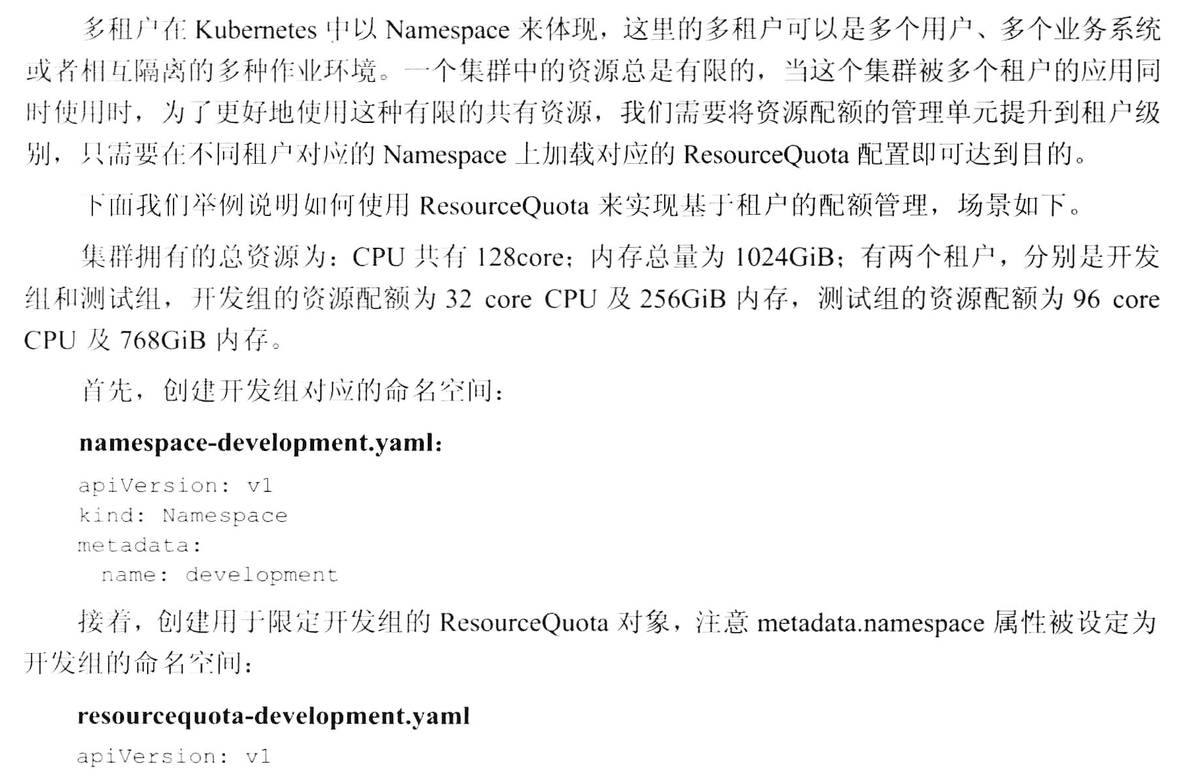 多租户在 Kubernetes 中以 Namespace 来体现，这里的多租户可以是多个用户、多个业务系统
或者相互隔离的多种作业环境。一个集群中的资源总是有限的，当这个集群被多个租户的应用同
时使用时，为了更好地使用这种有限的共有资源，我们需要将资源配额的管理单元提升到租户级
别，只需要在不同租户对应的 Namespace 上加载对应的 ResourceQuota 配置即可达到目的。
下面我们举例说明如何使用 ResourceQuota 来实现基于租户的配额管理，场景如下。
集群拥有的总资源为：CPU 共有 128core；内存总量为 1024GiB；有两个租户，分别是开发
组和测试组，开发组的资源配额为 32 core CPU 及 256GiB 内存，测试组的资源配额为 96 core
CPU 及 768GiB 内存。
首先，创建开发组对应的命名空间：
namespace-development.yaml：
apiVersion: v1
kind: Namespace
metadata:
  name: development
接着，创建用于限定开发组的 ResourceQuota 对象，注意 metadata.namespace 属性被设定为
开发组的命名空间：
resourcequota-development.yaml
apiVersion: v1